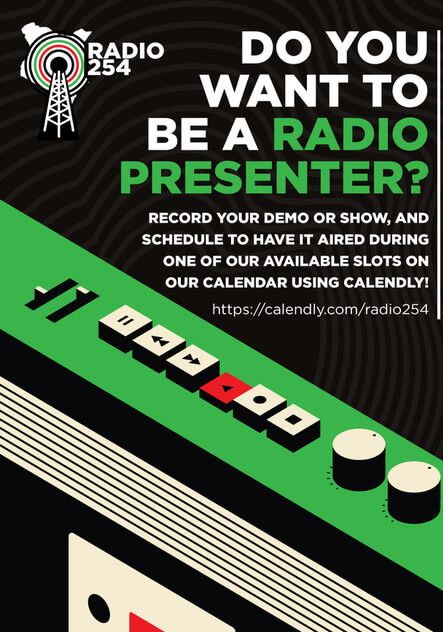 RADIO
254
DO YOU
WANT TO
BE A RADIO
PRESENTER?
RECORD YOUR DEMO OR SHOW, AND
SCHEDULE TO HAVE IT AIRED DURING
ONE OF OUR AVAILABLE SLOTS ON
OUR CALENDAR USING CALENDLY!
https://calendly.com/radio254